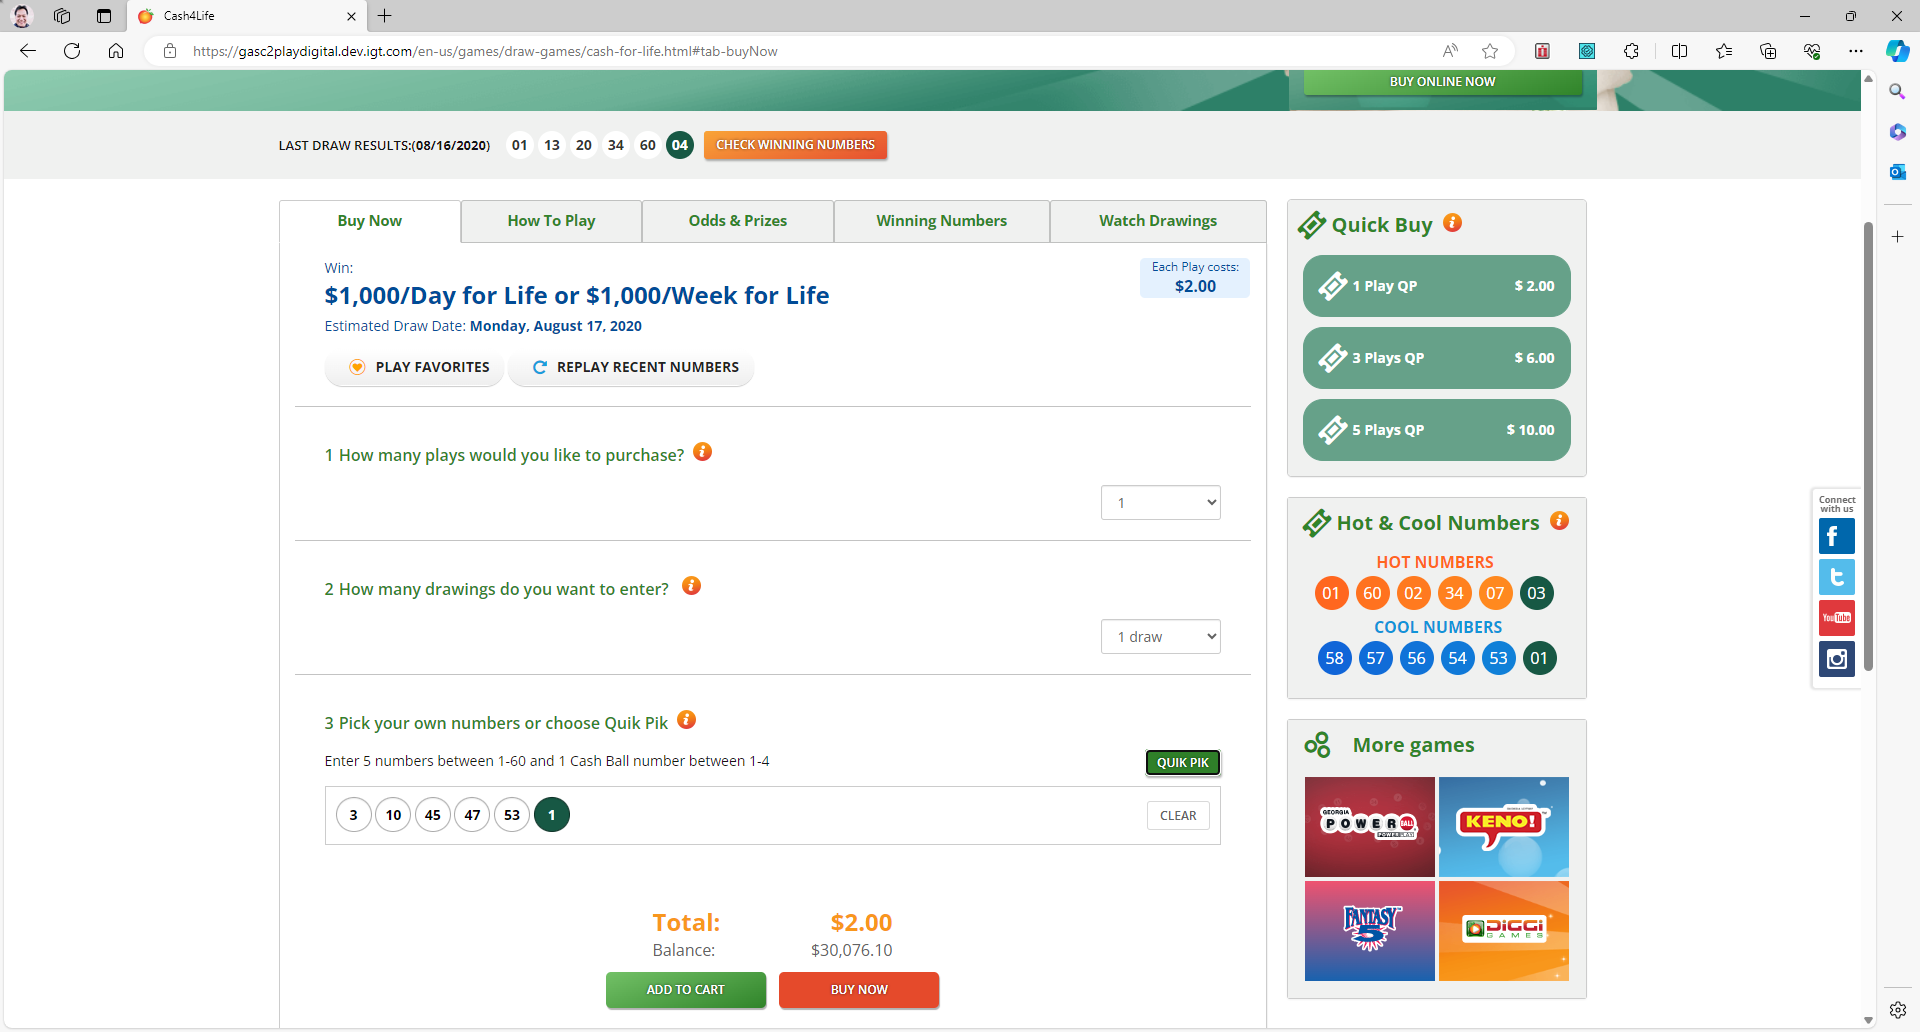 Cash4Life
https://gasc2playdigital.dev.igt.com/en-us/games/draw-games/cash-for-life.html#tab-buyNow
BUY ONLINE NOW
LAST DRAW RESULTS:(08/16/2020) 01 13 20 34 60 04 CHECK WINNING NUMBERS
Buy Now How To Play Odds & Prizes Winning Numbers Watch Drawings
Win:
$1,000/Day for Life or $1,000/Week for Life
Estimated Draw Date: Monday, August 17, 2020
Each Play costs:
$2.00
PLAY FAVORITES REPLAY RECENT NUMBERS
1 How many plays would you like to purchase? i
1
2 How many drawings do you want to enter? i
1 draw
3 Pick your own numbers or choose Quik Pik i
Enter 5 numbers between 1-60 and 1 Cash Ball number between 1-4
QUIK PIK
3 10 45 47 53 1 CLEAR
Total: $2.00
Balance: $30,076.10
ADD TO CART BUY NOW
Quick Buy i
1 Play QP $ 2.00
3 Plays QP $ 6.00
5 Plays QP $ 10.00
Hot & Cool Numbers i
HOT NUMBERS
01 60 02 34 07 03
COOL NUMBERS
58 57 56 54 53 01
More games
GEORGIA
POWERBALL
KENO!
FANTASY
5
DiGGi
GAMES
Connect
with us
YouTube